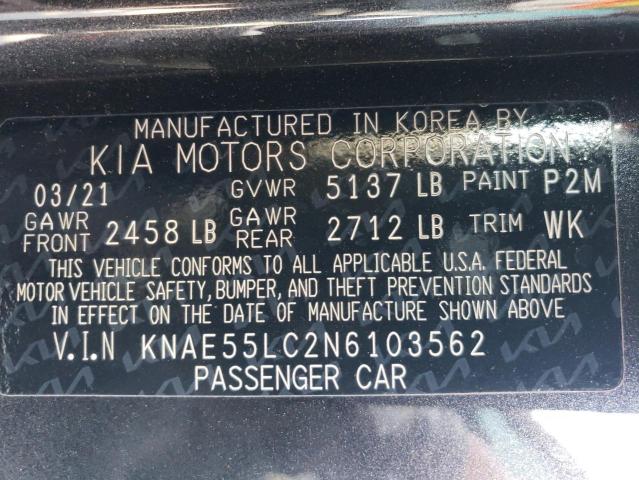 MANUFACTURED IN KOREA BY
KIA MOTORS CORPORATION
03/21 GVWR 5137 LB PAINT P2M
GAWR FRONT 2458 LB GAWR REAR 2712 LB TRIM WK
THIS VEHICLE CONFORMS TO ALL APPLICABLE U.S.A. FEDERAL
MOTOR VEHICLE SAFETY, BUMPER, AND THEFT PREVENTION STANDARDS
IN EFFECT ON THE DATE OF MANUFACTURE SHOWN ABOVE
V.I.N KNAE55LC2N6103562
PASSENGER CAR